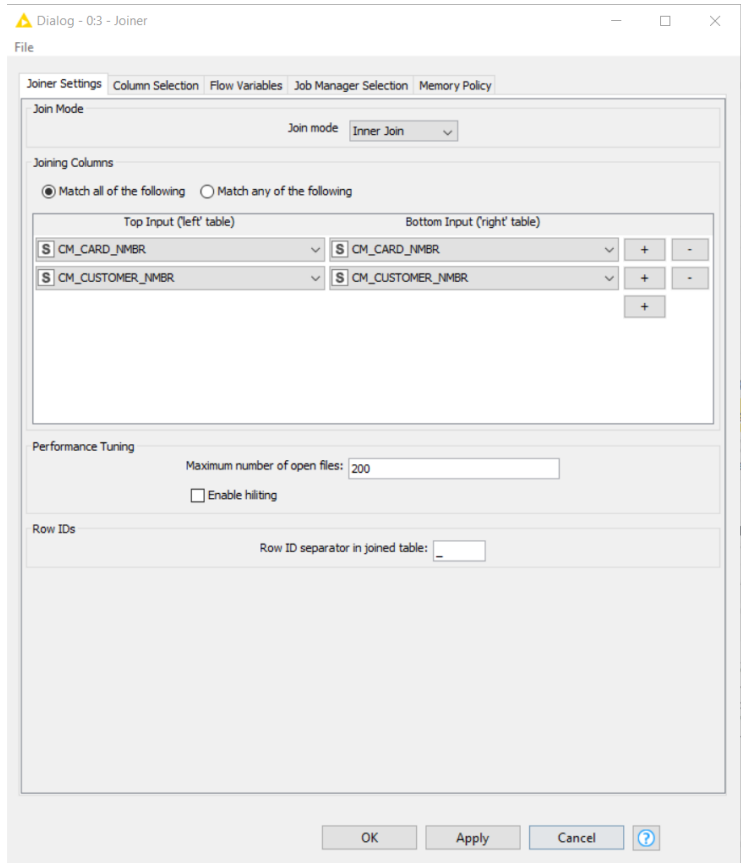 Dialog - 0:3 - Joiner
File
Joiner Settings Column Selection Flow Variables Job Manager Selection Memory Policy
Join Mode
Join mode Inner Join
Joining Columns
Match all of the following Match any of the following
Top Input ('left' table) Bottom Input ('right' table)
S CM_CARD_NMBR S CM_CARD_NMBR + -
S CM_CUSTOMER_NMBR S CM_CUSTOMER_NMBR + -
+
Performance Tuning
Maximum number of open files: 200
Enable hiliting
Row IDs
Row ID separator in joined table: _
OK Apply Cancel ?